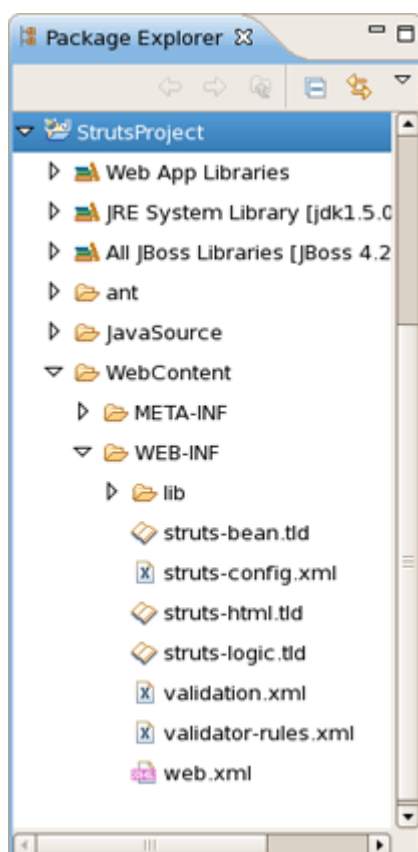 Package Explorer
StrutsProject
Web App Libraries
JRE System Library [jdk1.5.0
All JBoss Libraries [JBoss 4.2
ant
JavaSource
WebContent
META-INF
WEB-INF
lib
struts-bean.tld
struts-config.xml
struts-html.tld
struts-logic.tld
validation.xml
validator-rules.xml
web.xml